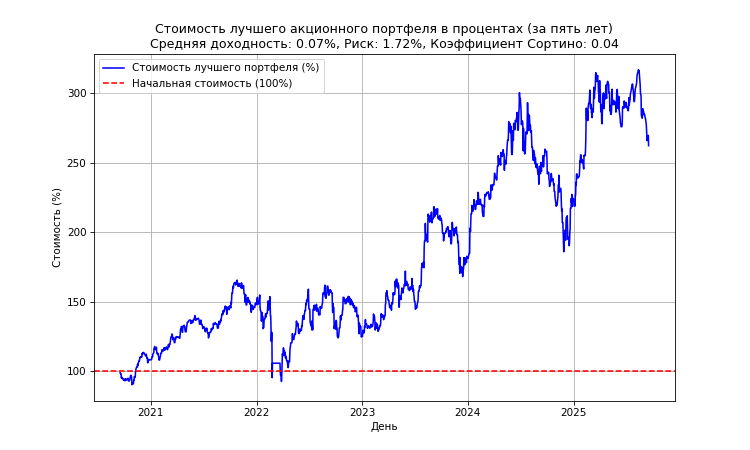 Стоимость лучшего акционного портфеля в процентах (за пять лет)
Средняя доходность: 0.07%, Риск: 1.72%, Коэффициент Сортино: 0.04
Стоимость лучшего портфеля (%)
Начальная стоимость (100%)
Стоимость (%)
300
250
200
150
100
2021
2022
2023
2024
2025
День